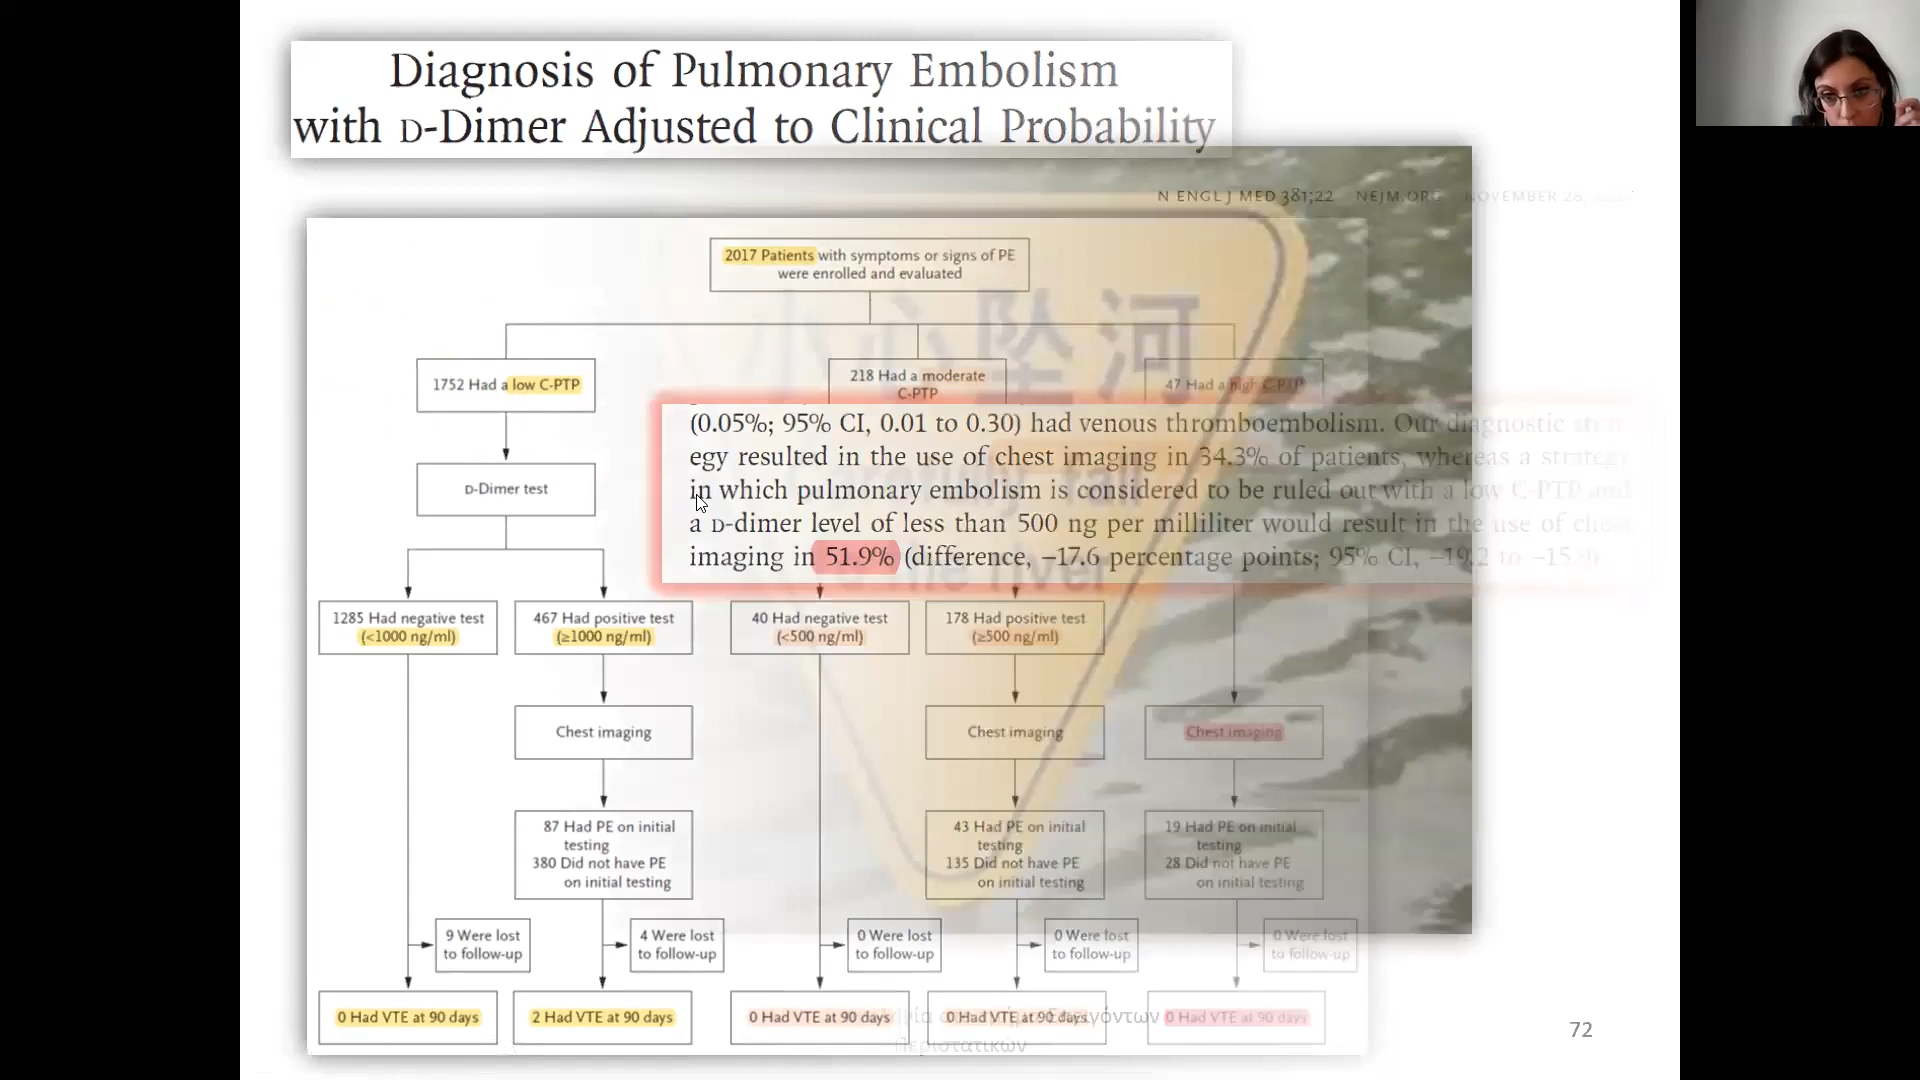 Diagnosis of Pulmonary Embolism
with D-Dimer Adjusted to Clinical Probability
N ENGL J MED 381;22 NEJM.ORG NOVEMBER 28,
2017 Patients with symptoms or signs of PE
were enrolled and evaluated
小心坠河
1752 Had a low C-PTP
218 Had a moderate
C-PTP
47 Had a high C-PTP
(0.05%; 95% CI, 0.01 to 0.30) had venous thromboembolism. Our diagnostic strat-
egy resulted in the use of chest imaging in 34.3% of patients, whereas a strategy
in which pulmonary embolism is considered to be ruled out with a low C-PTP and
a D-dimer level of less than 500 ng per milliliter would result in the use of chest
imaging in 51.9% (difference, −17.6 percentage points; 95% CI, −19.2 to −15.9)
carefully fall
the river
D-Dimer test
1285 Had negative test
(<1000 ng/ml)
467 Had positive test
(≥1000 ng/ml)
40 Had negative test
(<500 ng/ml)
178 Had positive test
(≥500 ng/ml)
Chest imaging
Chest imaging
Chest imaging
87 Had PE on initial
testing
380 Did not have PE
on initial testing
43 Had PE on initial
testing
135 Did not have PE
on initial testing
19 Had PE on initial
testing
28 Did not have PE
on initial testing
9 Were lost
to follow-up
4 Were lost
to follow-up
0 Were lost
to follow-up
0 Were lost
to follow-up
0 Were lost
to follow-up
0 Had VTE at 90 days
2 Had VTE at 90 days
0 Had VTE at 90 days
0 Had VTE at 90 days
0 Had VTE at 90 days
Περιστατικών
72